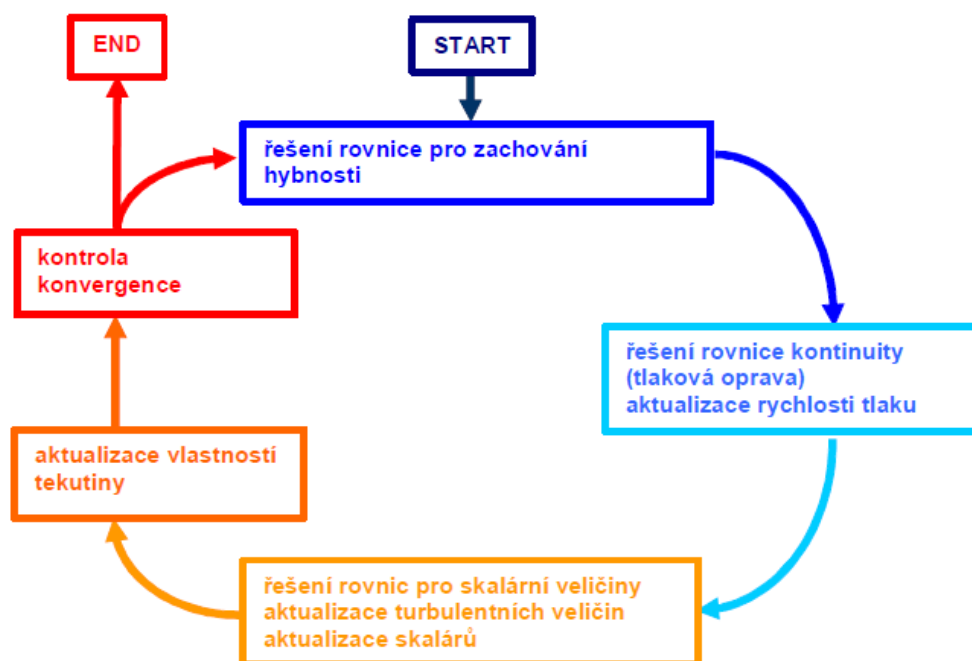 END
START
řešení rovnice pro zachování
hybnosti
kontrola
konvergence
řešení rovnice kontinuity
(tlaková oprava)
aktualizace rychlosti tlaku
aktualizace vlastností
tekutiny
řešení rovnic pro skalární veličiny
aktualizace turbulentních veličin
aktualizace skalárů